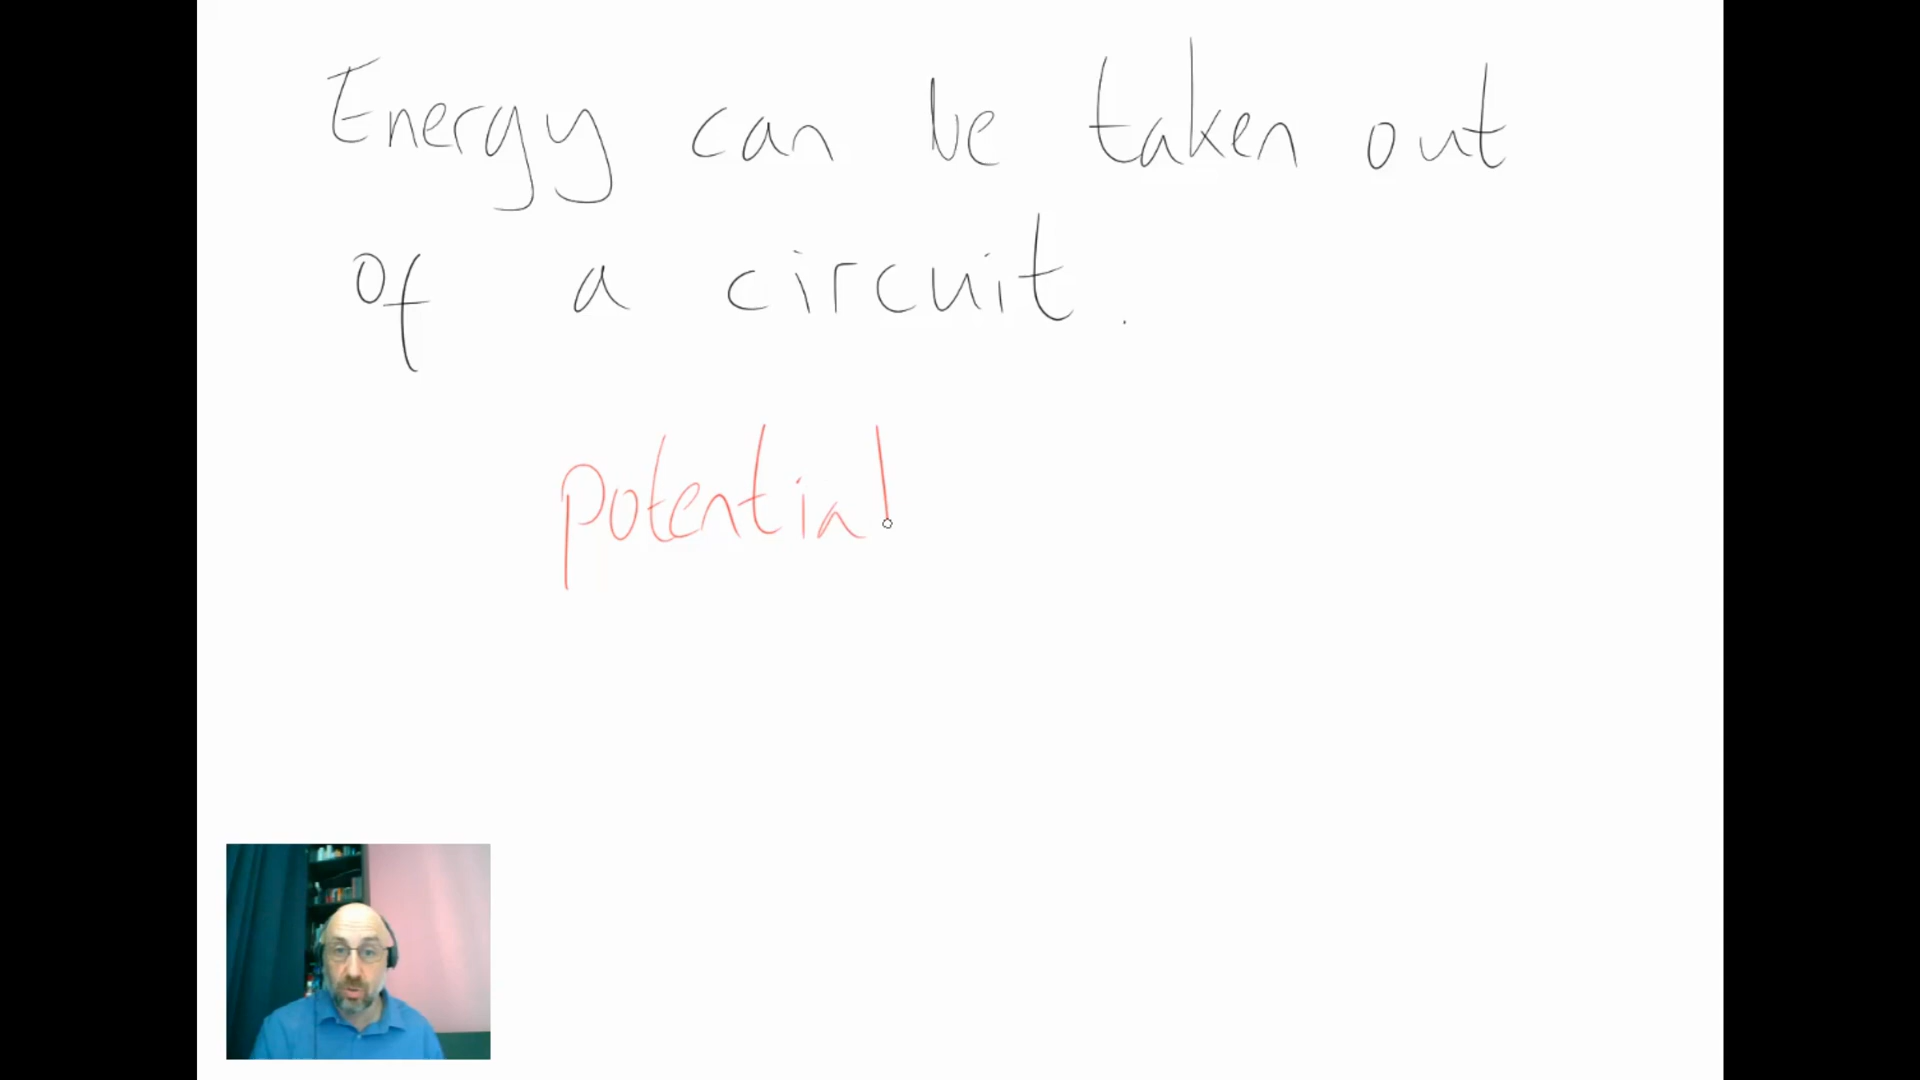 Energy can be taken out
of a circuit.
potential